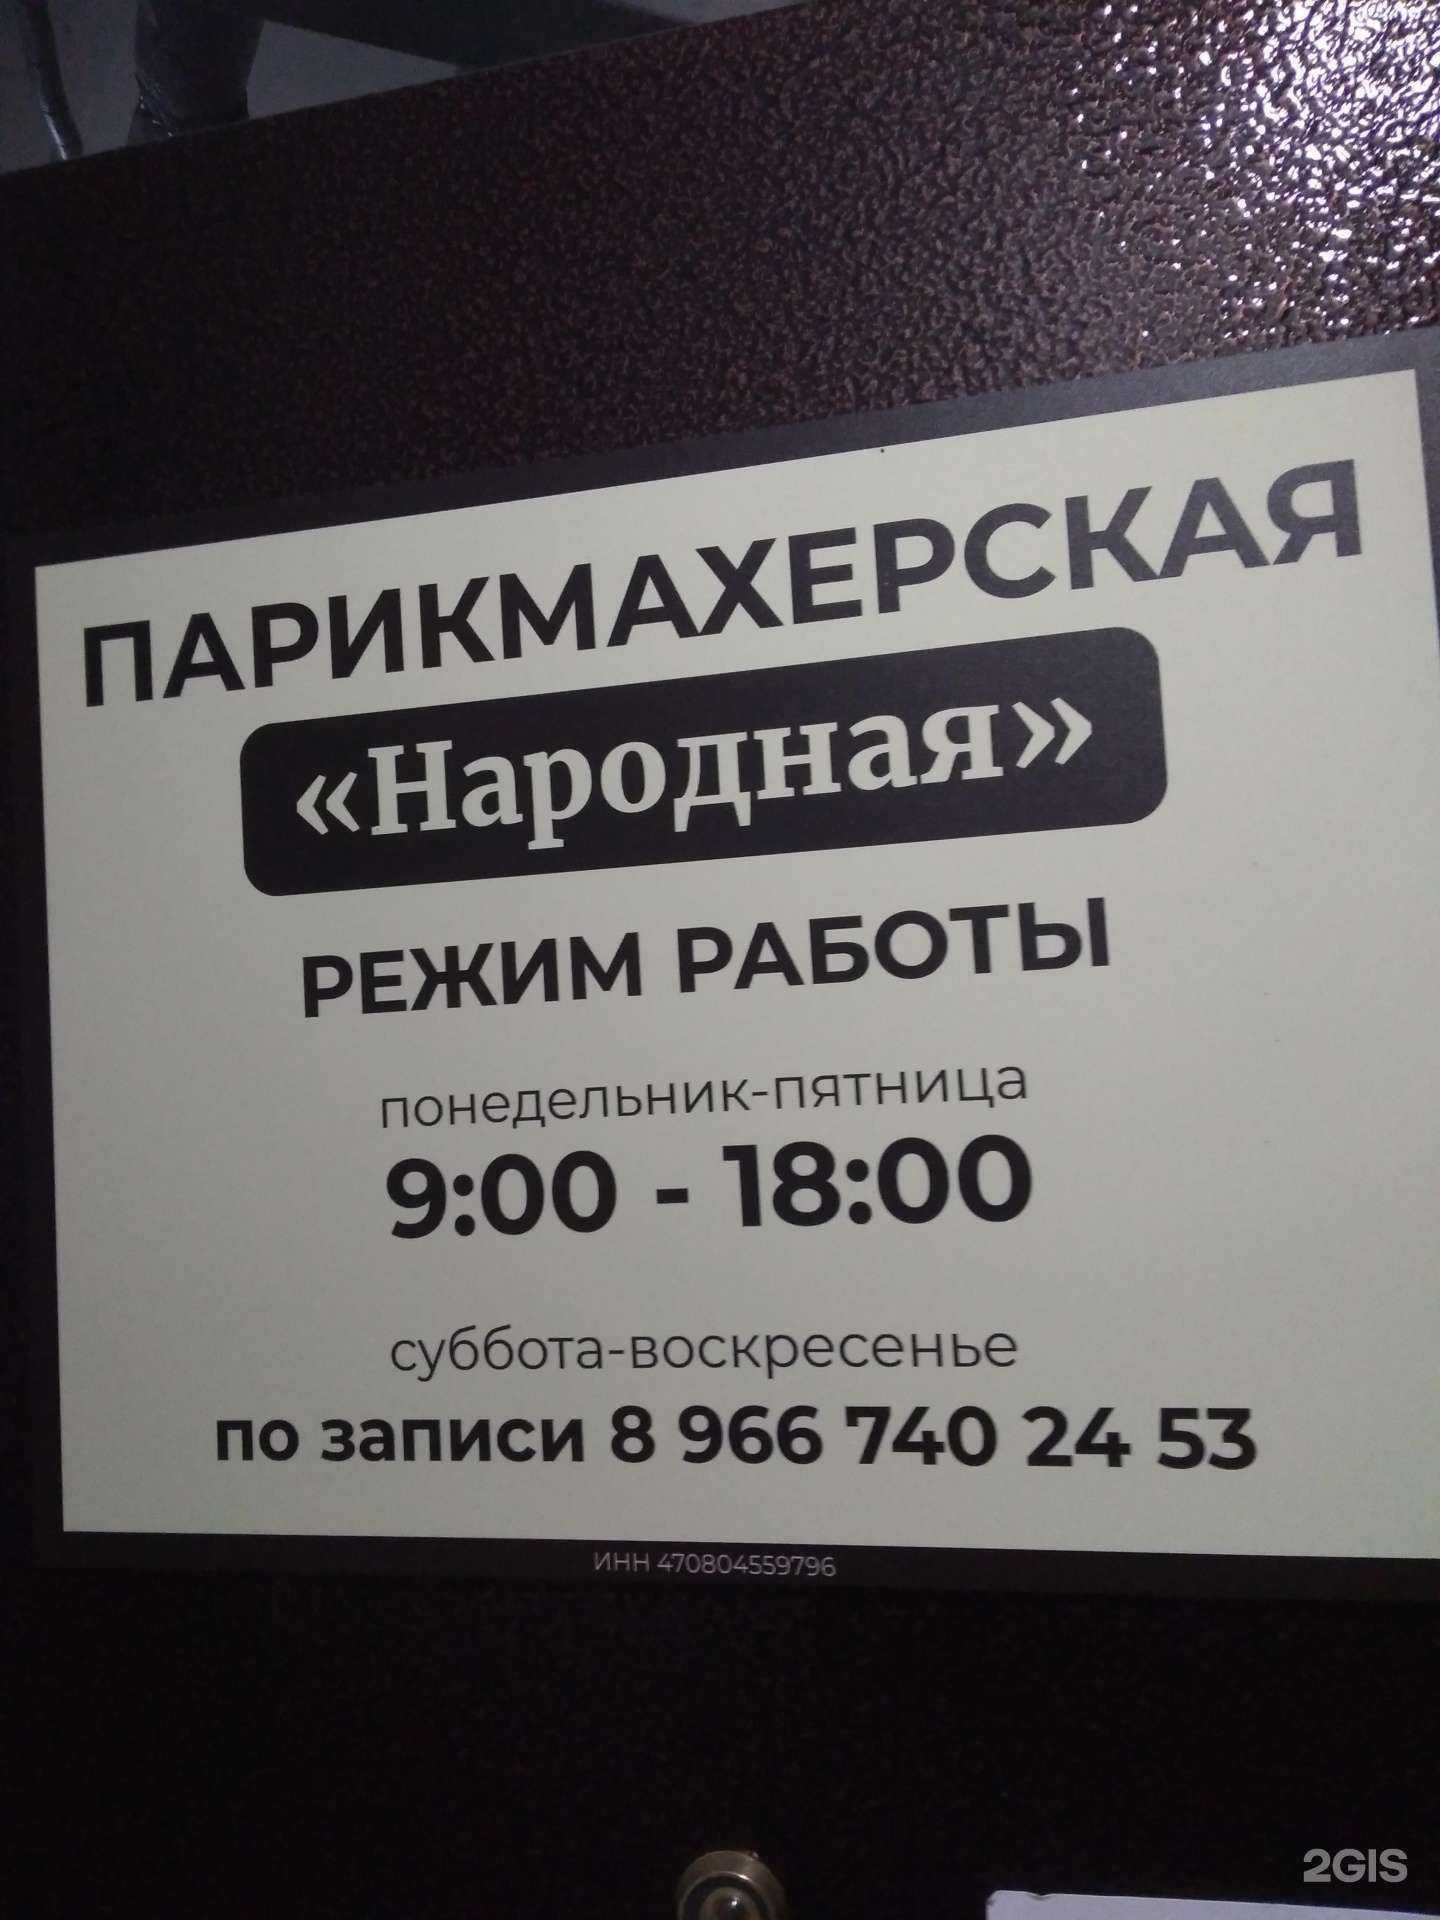 ПАРИКМАХЕРСКАЯ
«Народная»
РЕЖИМ РАБОТЫ
понедельник-пятница
9:00 - 18:00
суббота-воскресенье
по записи 8 966 740 24 53
ИНН 470804559796
2GIS